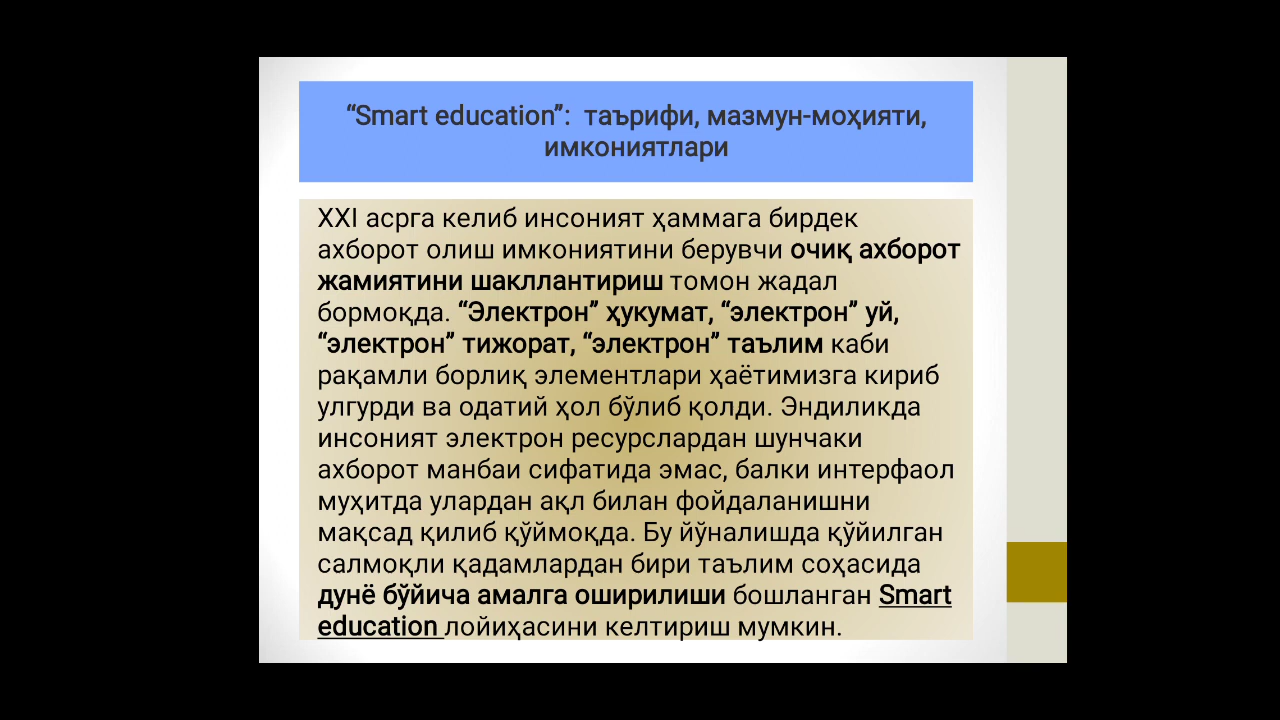 “Smart education”:  таърифи, мазмун-моҳияти,
имкониятлари
XXI асрга келиб инсоният ҳаммага бирдек
ахборот олиш имкониятини берувчи очиқ ахборот
жамиятини шакллантириш томон жадал
бормоқда. “Электрон” ҳукумат, “электрон” уй,
“электрон” тижорат, “электрон” таълим каби
рақамли борлиқ элементлари ҳаётимизга кириб
улгурди ва одатий ҳол бўлиб қолди. Эндиликда
инсоният электрон ресурслардан шунчаки
ахборот манбаи сифатида эмас, балки интерфаол
муҳитда улардан ақл билан фойдаланишни
мақсад қилиб қўймоқда. Бу йўналишда қўйилган
салмоқли қадамлардан бири таълим соҳасида
дунё бўйича амалга оширилиши бошланган Smart
education лойиҳасини келтириш мумкин.